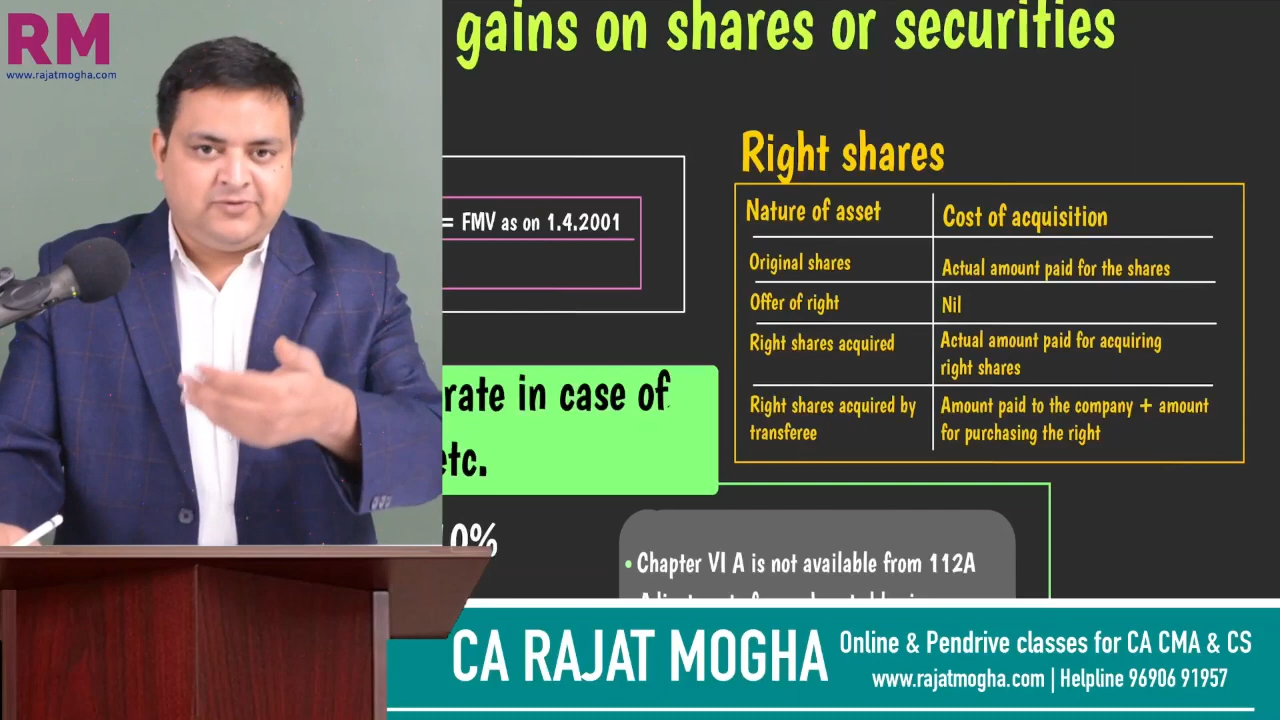 RM
www.rajatmogha.com
gains on shares or securities
Right shares
Nature of asset
Cost of acquisition
Original shares
Actual amount paid for the shares
Offer of right
Nil
Right shares acquired
Actual amount paid for acquiring
right shares
Right shares acquired by
transferee
Amount paid to the company + amount
for purchasing the right
= FMV as on 1.4.2001
rate in case of
etc.
10%
• Chapter VI A is not available from 112A
CA RAJAT MOGHA
Online & Pendrive classes for CA CMA & CS
www.rajatmogha.com | Helpline 96906 91957